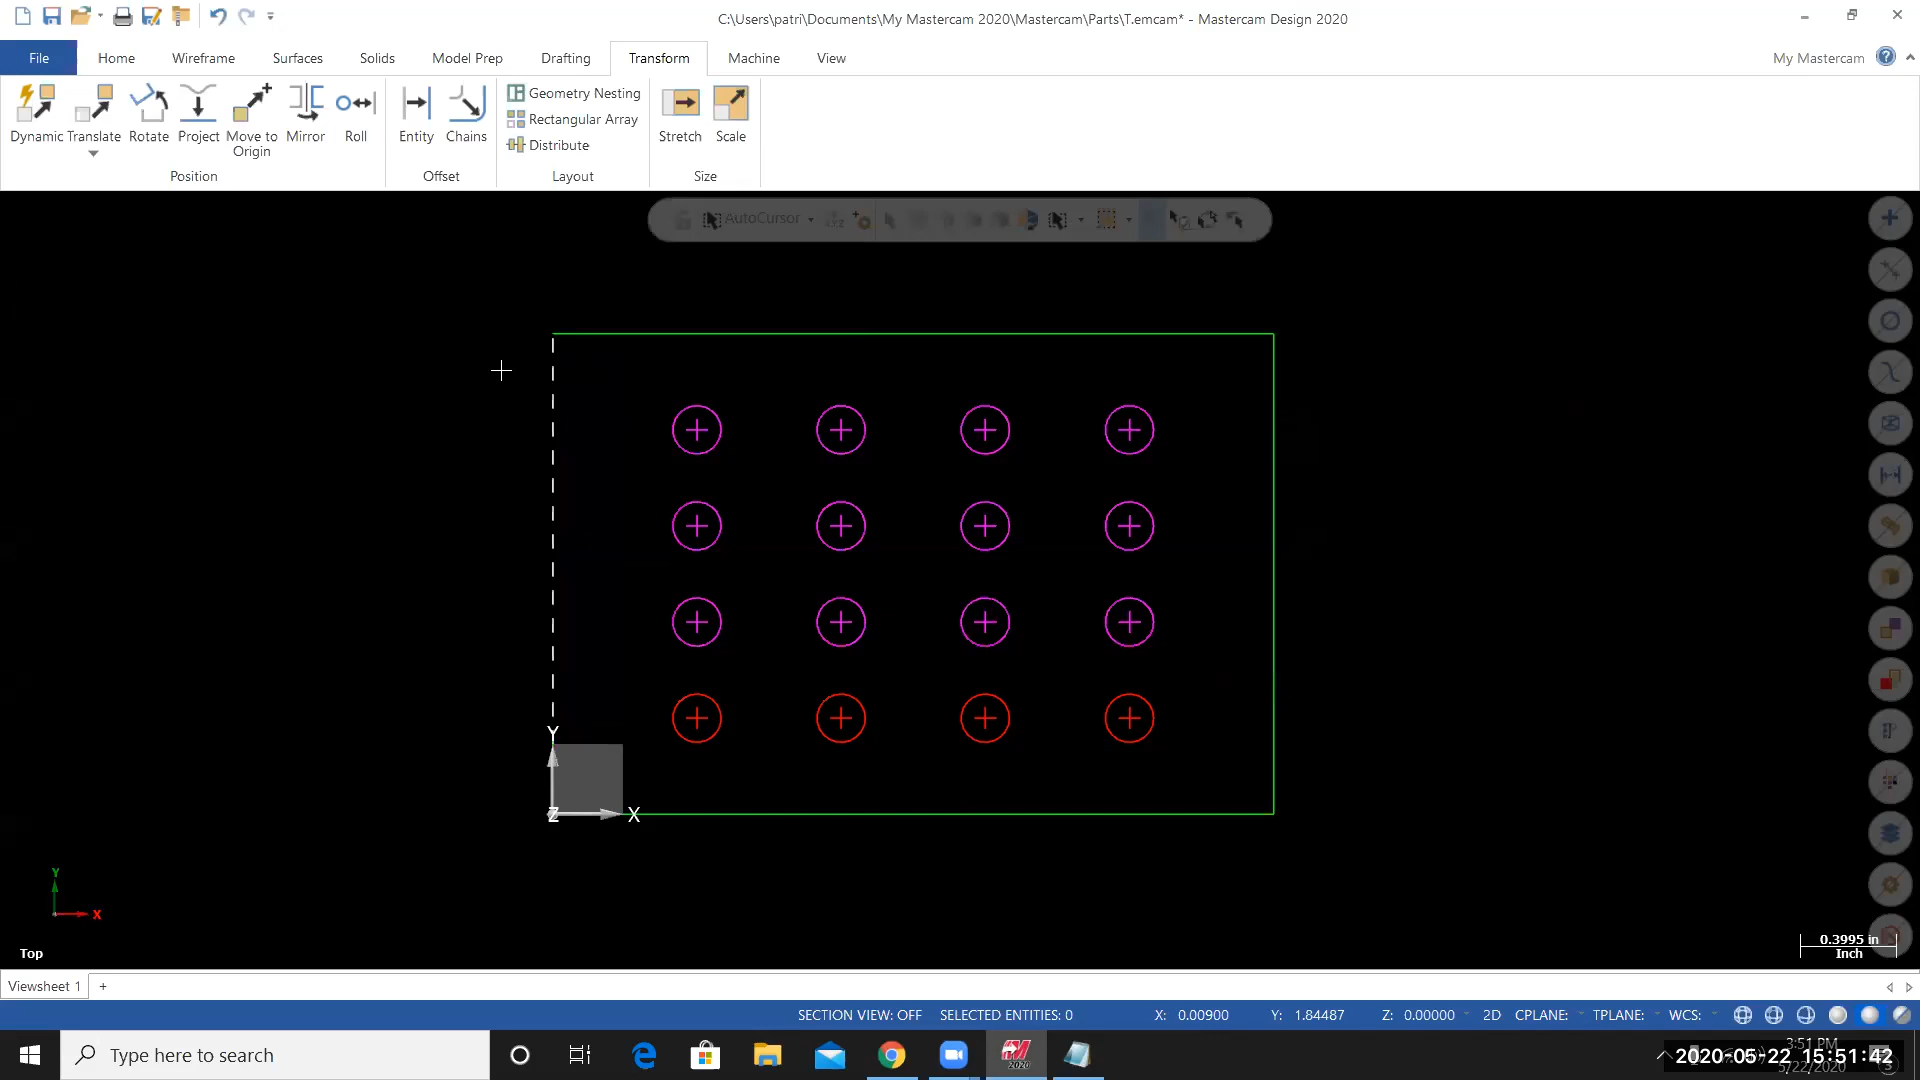 C:\Users\patri\Documents\My Mastercam 2020\Mastercam\Parts\T.emcam* - Mastercam Design 2020
File Home Wireframe Surfaces Solids Model Prep Drafting Transform Machine View My Mastercam
Dynamic Translate Rotate Project Move to Origin Mirror Roll
Position
Entity Chains
Offset
Geometry Nesting
Rectangular Array
Distribute
Layout
Stretch Scale
Size
AutoCursor
Y
Z X
Y
X
Top
0.3995 in
Inch
Viewsheet 1 +
SECTION VIEW: OFF SELECTED ENTITIES: 0 X: 0.00900 Y: 1.84487 Z: 0.00000 2D CPLANE: TPLANE: WCS:
Type here to search
2020
3:51 PM
2020-05-22 15:51:42
5/22/2020
3